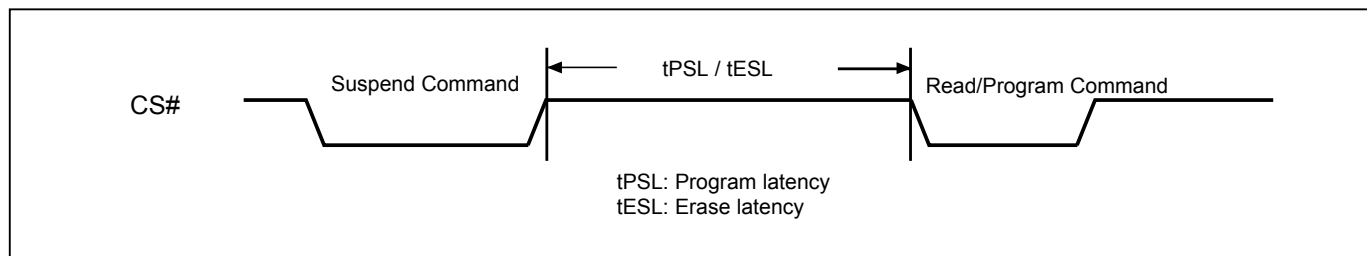 tPSL / tESL
Suspend Command
Read/Program Command
CS#
tPSL: Program latency
tESL: Erase latency